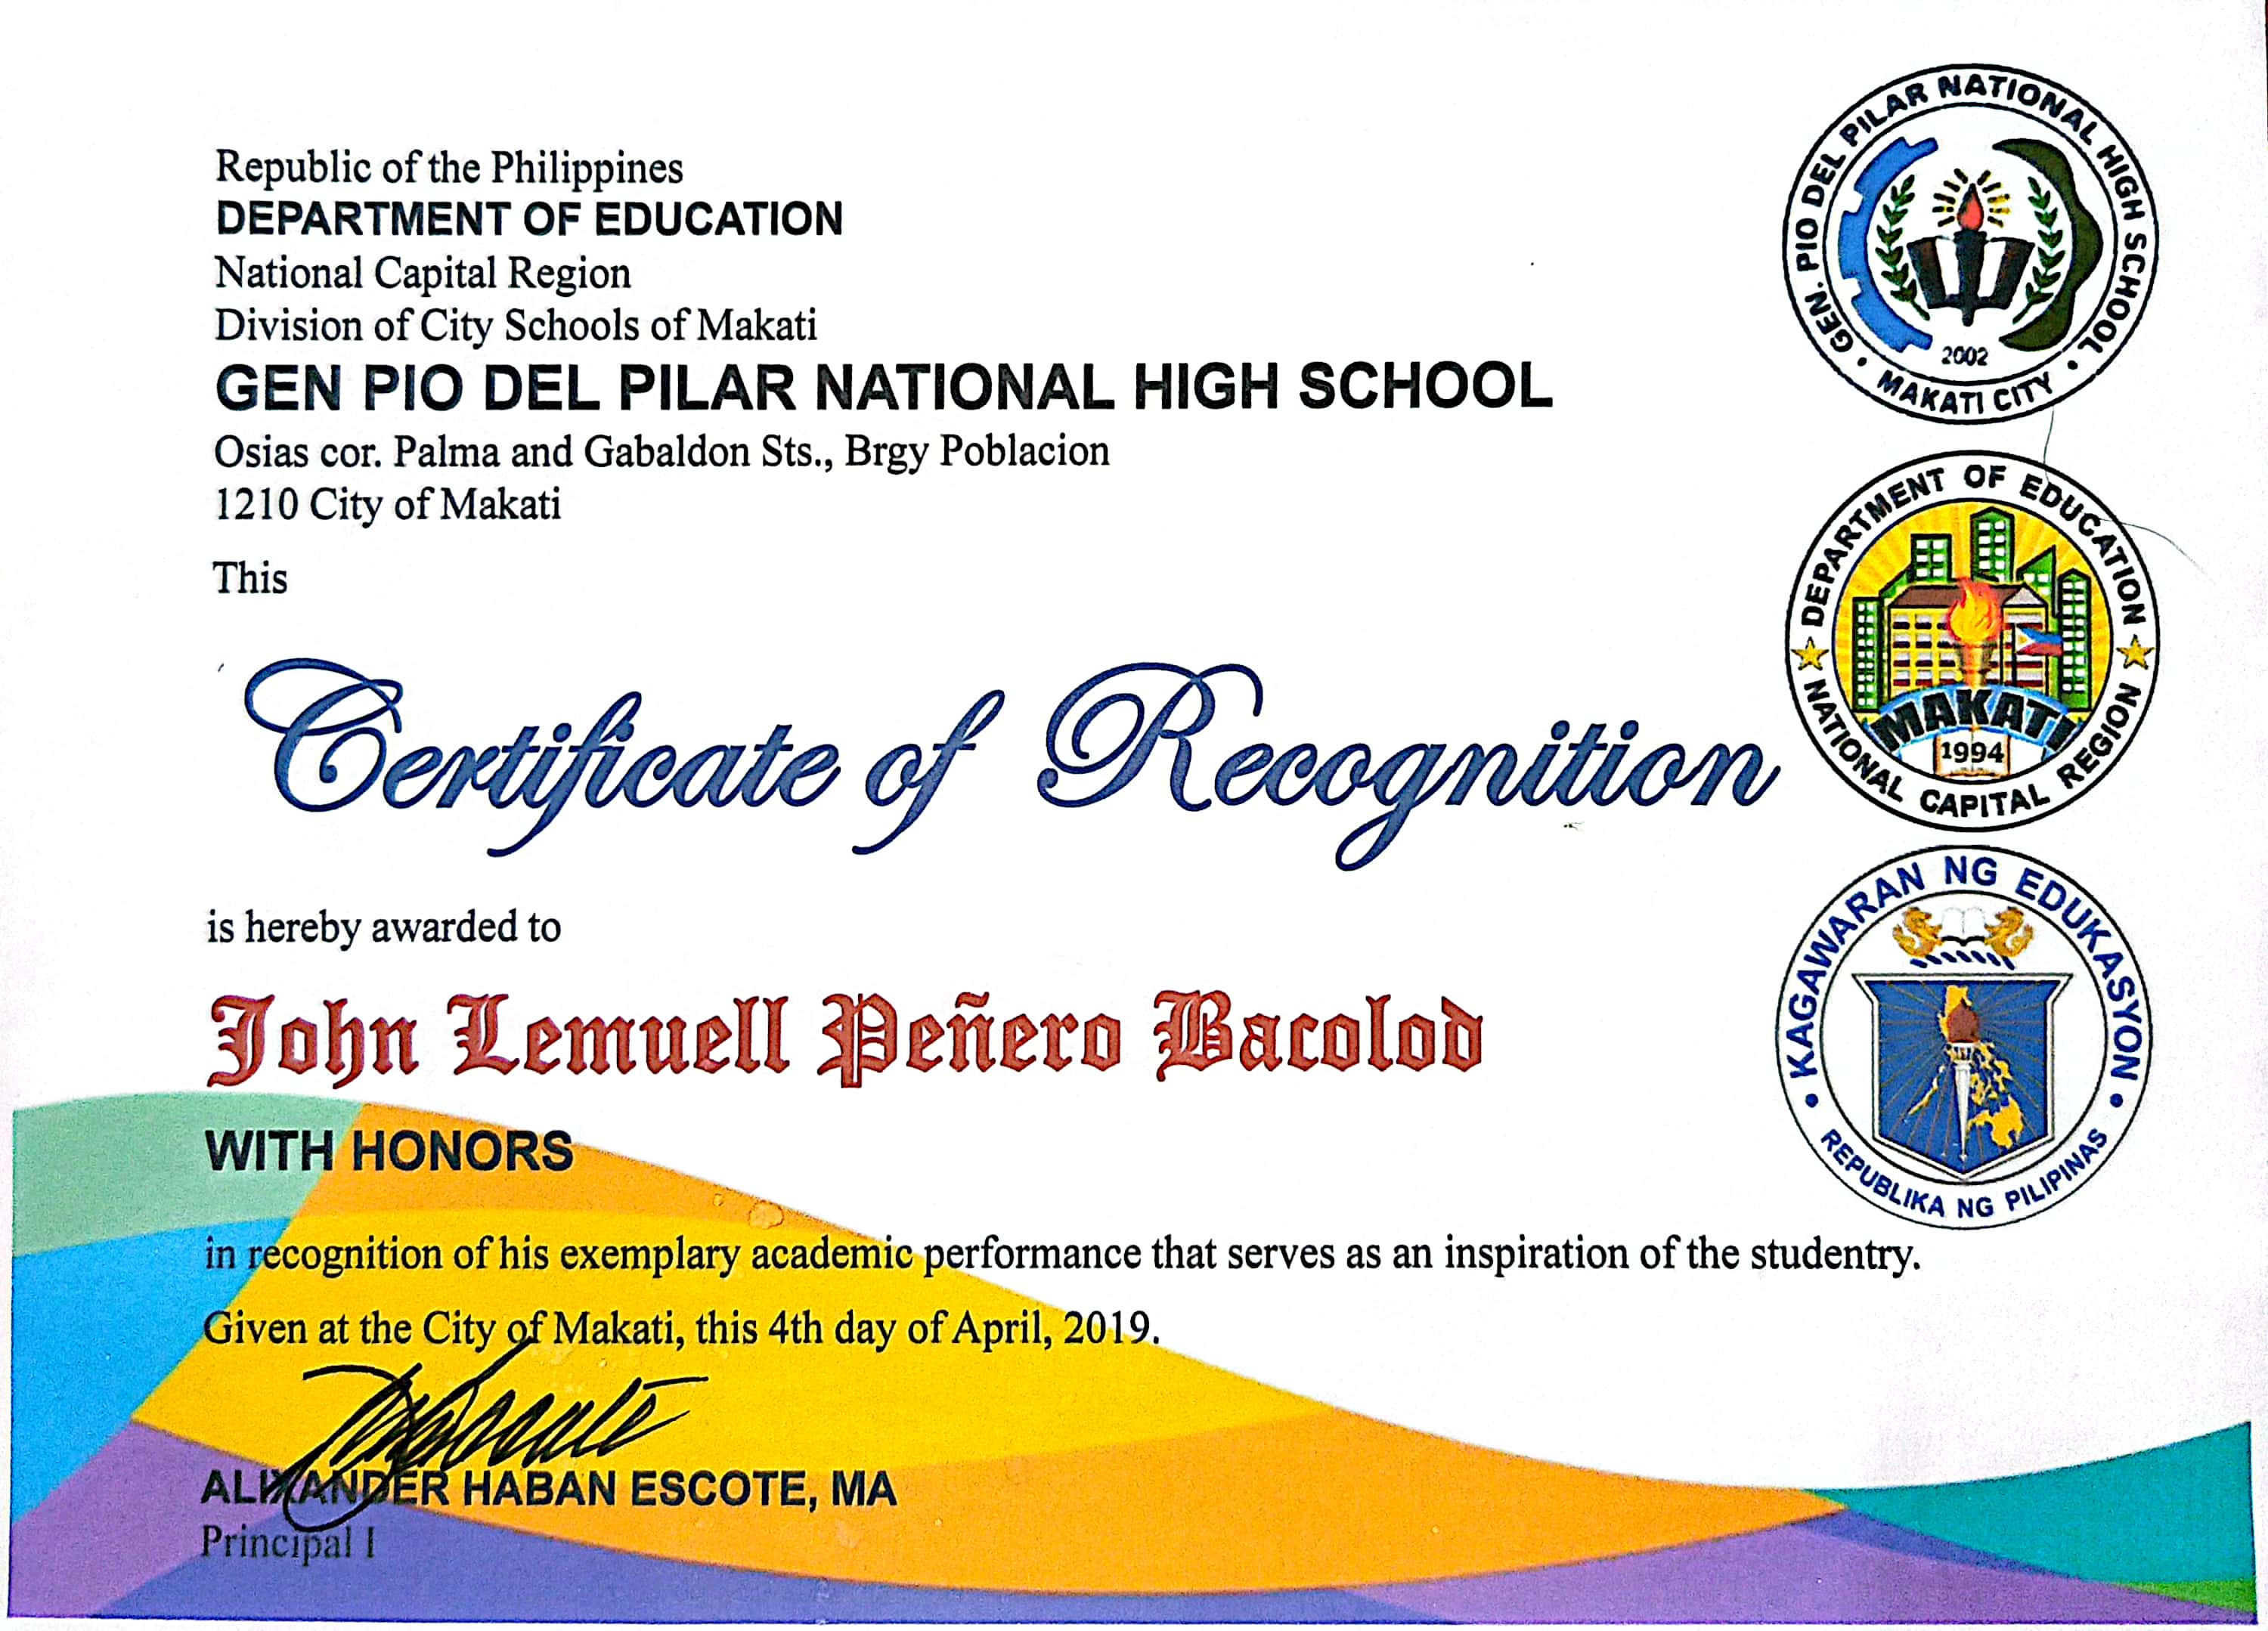 Republic of the Philippines
DEPARTMENT OF EDUCATION
National Capital Region
Division of City Schools of Makati
GEN PIO DEL PILAR NATIONAL HIGH SCHOOL
Osias cor. Palma and Gabaldon Sts., Brgy Poblacion
1210 City of Makati
This
Certificate of Recognition
is hereby awarded to
John Lemuell Peñero Bacolod
WITH HONORS
in recognition of his exemplary academic performance that serves as an inspiration of the studentry.
Given at the City of Makati, this 4th day of April, 2019.
ALEXANDER HABAN ESCOTE, MA
Principal I
GEN. PIO DEL PILAR NATIONAL HIGH SCHOOL
2002
MAKATI CITY
DEPARTMENT OF EDUCATION
MAKATI
1994
NATIONAL CAPITAL REGION
KAGAWARAN NG EDUKASYON
REPUBLIKA NG PILIPINAS